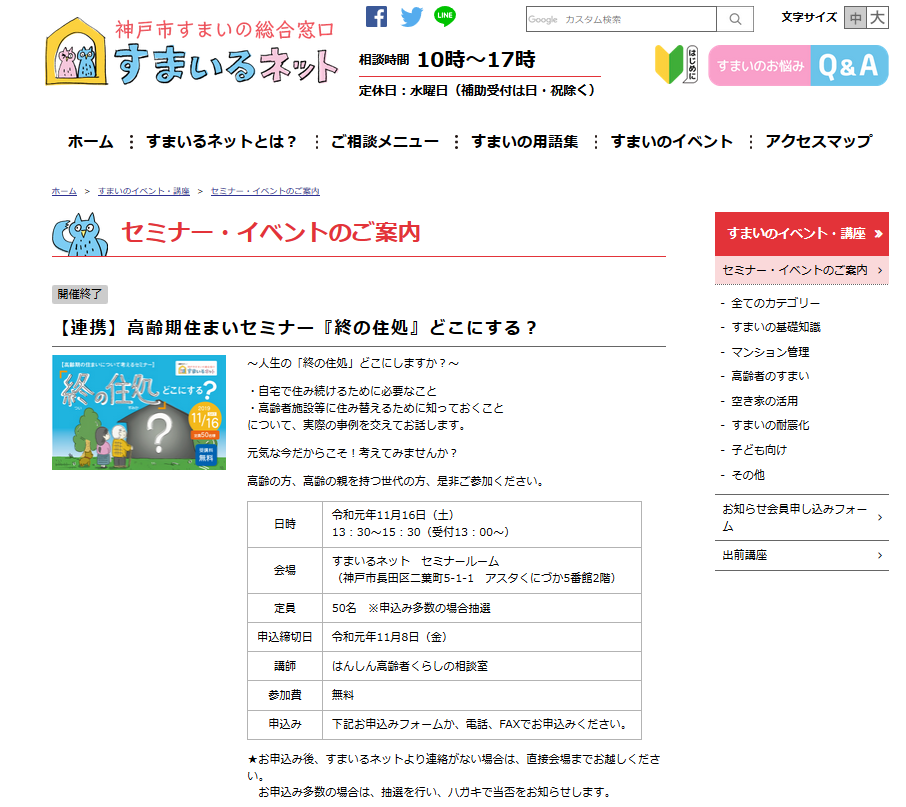 神戸市すまいの総合窓口
すまいるネット
LINE
相談時間 10時～17時
定休日：水曜日（補助受付は日・祝除く）
Google カスタム検索
文字サイズ 中 大
はじめに
すまいのお悩み Q&A
ホーム すまいるネットとは？ ご相談メニュー すまいの用語集 すまいのイベント アクセスマップ
ホーム > すまいのイベント・講座 > セミナー・イベントのご案内
セミナー・イベントのご案内
開催終了
【連携】高齢期住まいセミナー『終の住処』どこにする？
【高齢期の住まいについて考えるセミナー】
すまいるネット
「終の住処」どこにする？
つい すみか
2019
11/16
定員50名様
受講料
無料
?
～人生の「終の住処」どこにしますか？～
・自宅で住み続けるために必要なこと
・高齢者施設等に住み替えるために知っておくこと
について、実際の事例を交えてお話します。
元気な今だからこそ！考えてみませんか？
高齢の方、高齢の親を持つ世代の方、是非ご参加ください。
日時 令和元年11月16日（土）
13：30～15：30（受付13：00～）
会場 すまいるネット セミナールーム
（神戸市長田区二葉町5-1-1 アスタくにづか5番館2階）
定員 50名 ※申込み多数の場合抽選
申込締切日 令和元年11月8日（金）
講師 はんしん高齢者くらしの相談室
参加費 無料
申込み 下記お申込みフォームか、電話、FAXでお申込みください。
★お申込み後、すまいるネットより連絡がない場合は、直接会場までお越しくださ
い。
お申込み多数の場合は、抽選を行い、ハガキで当否をお知らせします。
すまいのイベント・講座
セミナー・イベントのご案内
- 全てのカテゴリー
- すまいの基礎知識
- マンション管理
- 高齢者のすまい
- 空き家の活用
- すまいの耐震化
- 子ども向け
- その他
お知らせ会員申し込みフォー
ム
出前講座